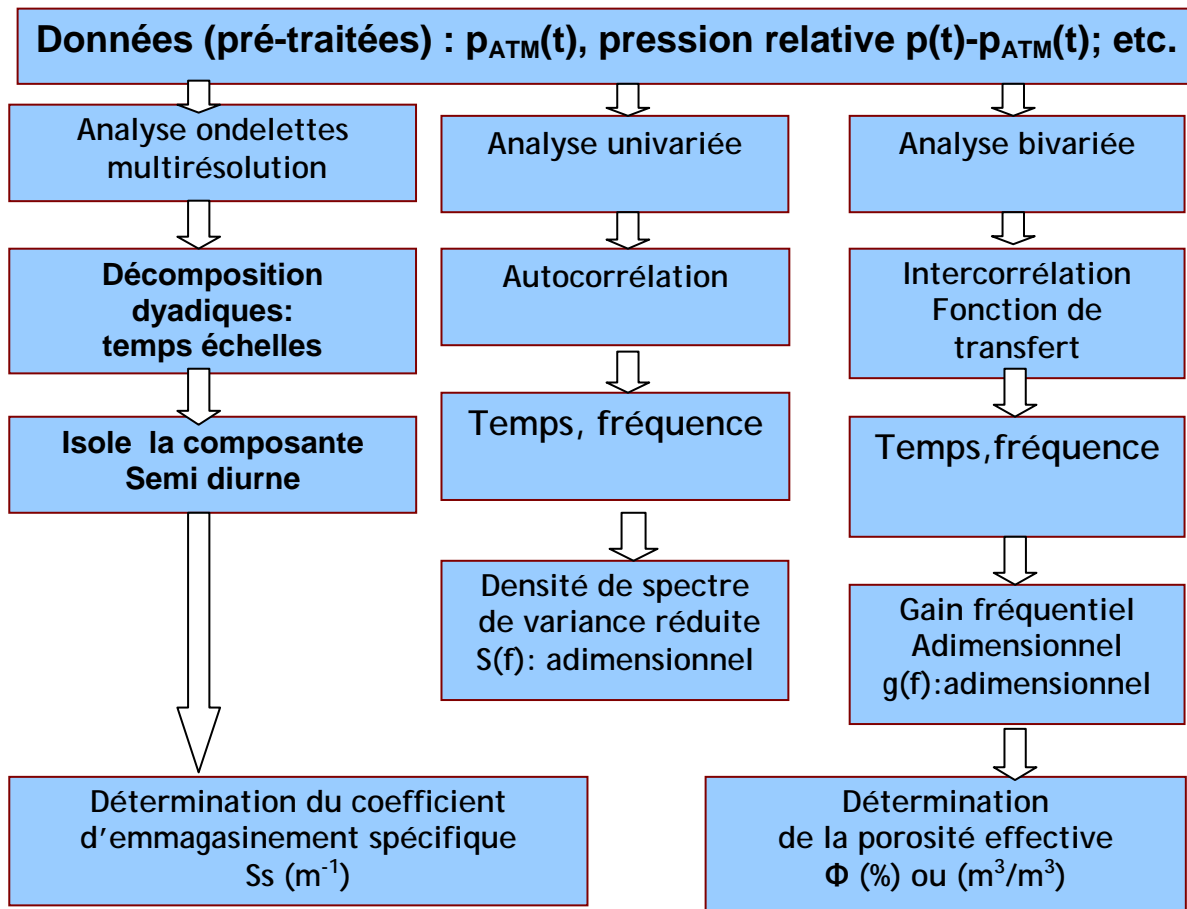 Données (pré-traitées) : pATM(t), pression relative p(t)-pATM(t); etc.
Analyse ondelettes
multirésolution
Décomposition
dyadiques:
temps échelles
Isole la composante
Semi diurne
Détermination du coefficient
d'emmagasinement spécifique
Ss (m-1)
Analyse univariée
Autocorrélation
Temps, fréquence
Densité de spectre
de variance réduite
S(f): adimensionnel
Analyse bivariée
Intercorrélation
Fonction de
transfert
Temps,fréquence
Gain fréquentiel
Adimensionnel
g(f):adimensionnel
Détermination
de la porosité effective
Φ (%) ou (m3/m3)